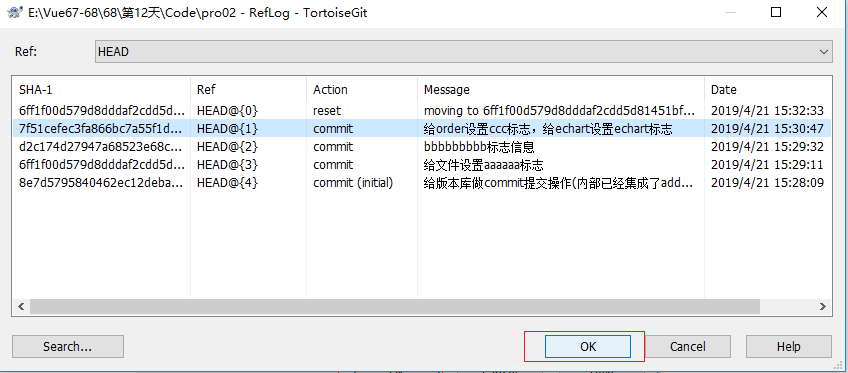 E:\Vue67-68\68\第12天\Code\pro02 - RefLog - TortoiseGit
Ref: HEAD
SHA-1 Ref Action Message Date
6ff1f00d579d8dddaf2cdd5d... HEAD@{0} reset moving to 6ff1f00d579d8dddaf2cdd5d81451bf... 2019/4/21 15:32:33
7f51cefec3fa866bc7a55f1d... HEAD@{1} commit 给order设置ccc标志，给echart设置echart标志 2019/4/21 15:30:47
d2c174d27947a68523e68c... HEAD@{2} commit bbbbbbbbb标志信息 2019/4/21 15:29:32
6ff1f00d579d8dddaf2cdd5d... HEAD@{3} commit 给文件设置aaaaaa标志 2019/4/21 15:29:11
8e7d5795840462ec12deba... HEAD@{4} commit (initial) 给版本库做commit提交操作(内部已经集成了add... 2019/4/21 15:28:09
Search... OK Cancel Help